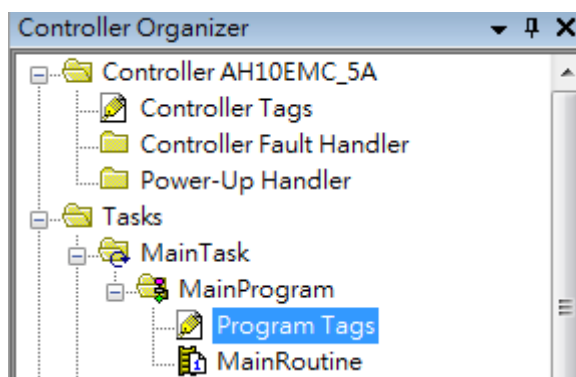 Controller Organizer
Controller AH10EMC_5A
Controller Tags
Controller Fault Handler
Power-Up Handler
Tasks
MainTask
MainProgram
Program Tags
MainRoutine